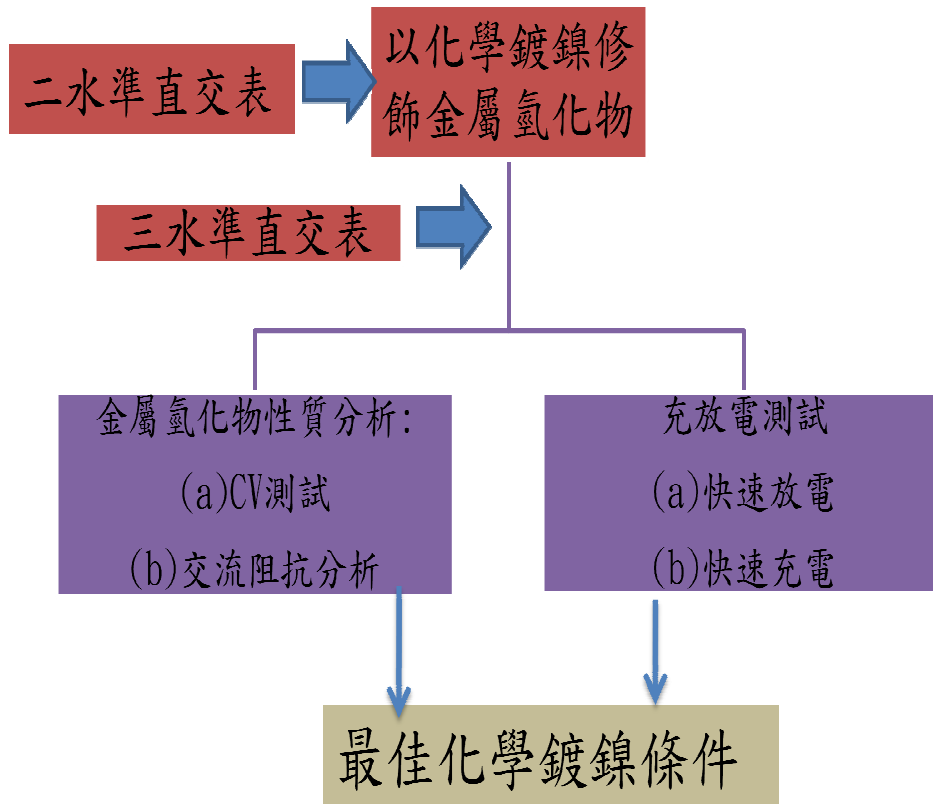 二水準直交表
以化學鍍鎳修
飾金屬氫化物
三水準直交表
金屬氫化物性質分析:
(a)CV測試
(b)交流阻抗分析
充放電測試
(a)快速放電
(b)快速充電
最佳化學鍍鎳條件